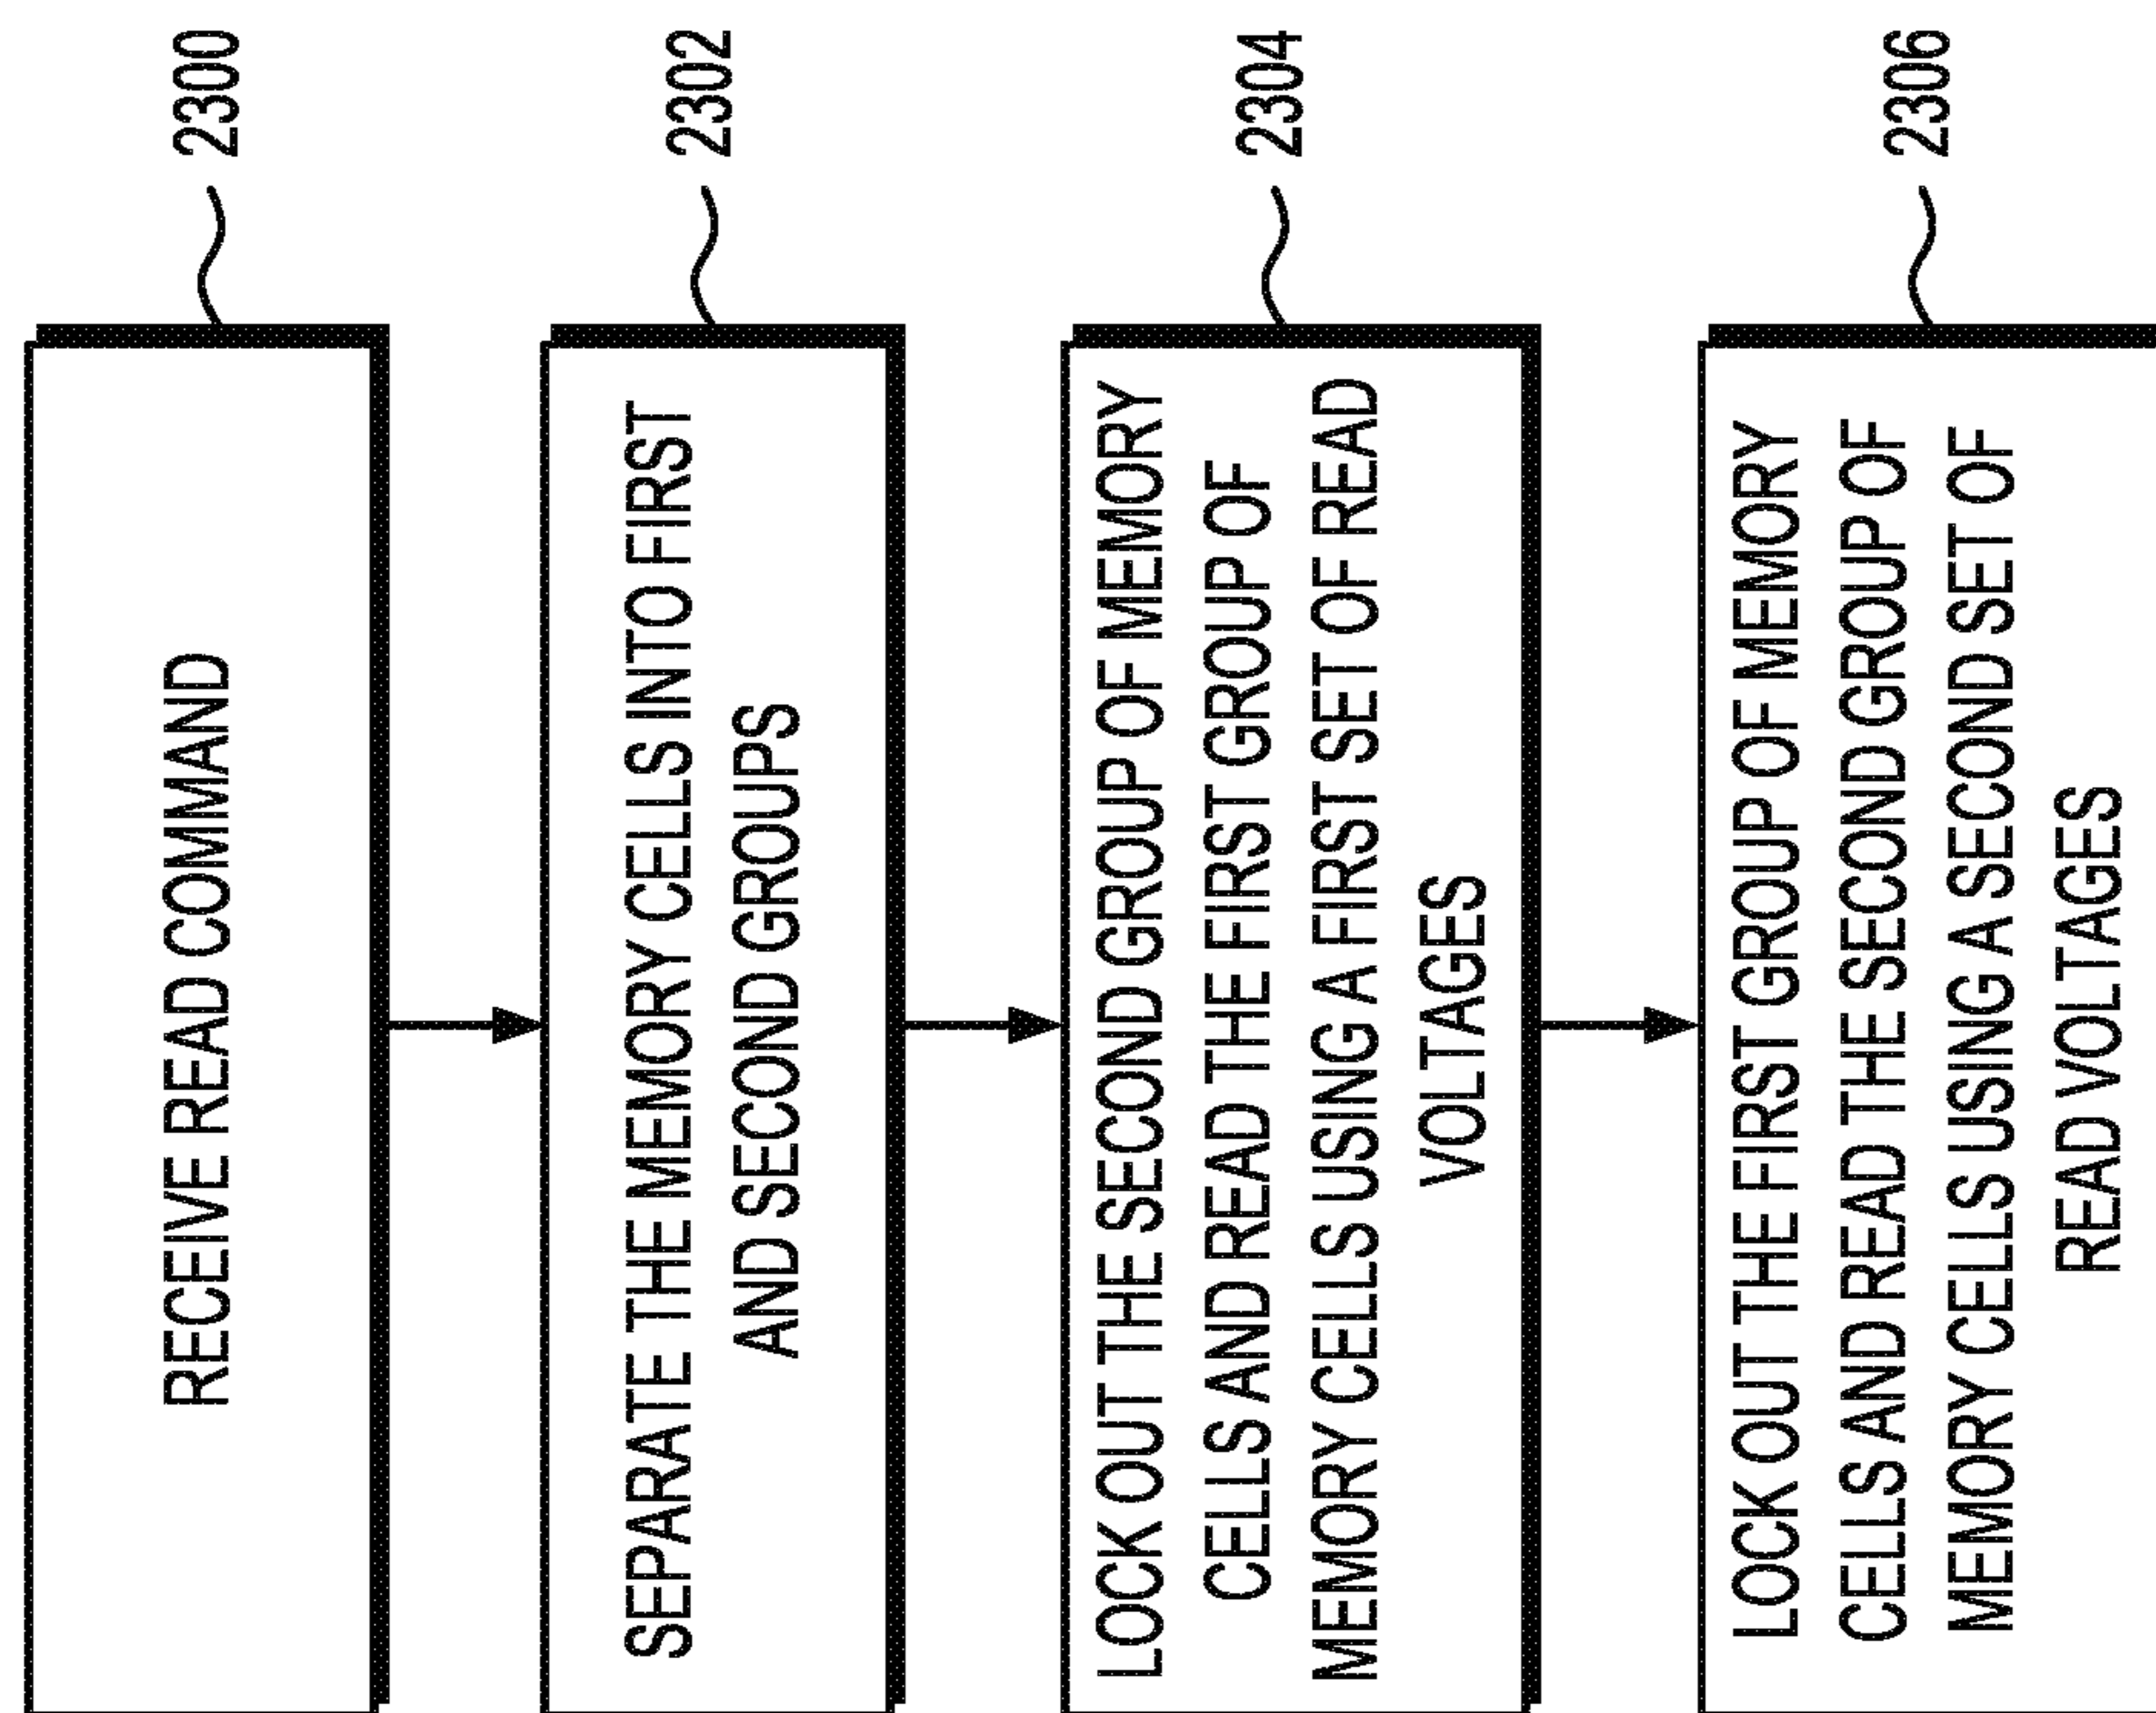 RECEIVE READ COMMAND
2300
SEPARATE THE MEMORY CELLS INTO FIRST
AND SECOND GROUPS
2302
LOCK OUT THE SECOND GROUP OF MEMORY
CELLS AND READ THE FIRST GROUP OF
MEMORY CELLS USING A FIRST SET OF READ
VOLTAGES
2304
LOCK OUT THE FIRST GROUP OF MEMORY
CELLS AND READ THE SECOND GROUP OF
MEMORY CELLS USING A SECOND SET OF
READ VOLTAGES
2306